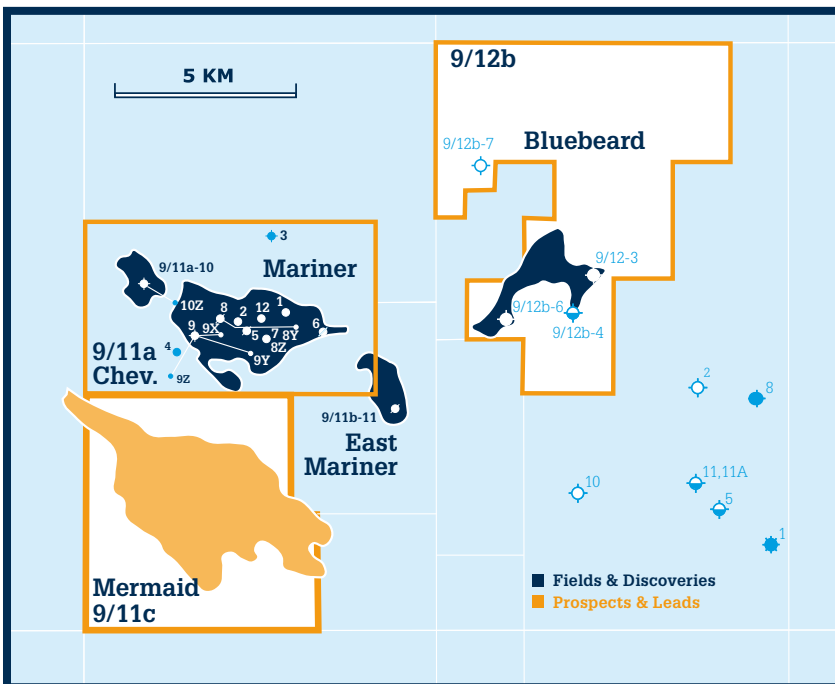 9/12b
5 KM
Bluebeard
9/12b-7
3
Mariner
9/11a-10
9/12-3
10Z
8
2
12
1
9
9X
5
7
8Y
6
8Z
9/12b-6
9/12b-4
9/11a
Chev.
4
9Y
9Z
2
8
9/11b-11
East
Mariner
10
11,11A
5
1
Mermaid
9/11c
Fields & Discoveries
Prospects & Leads